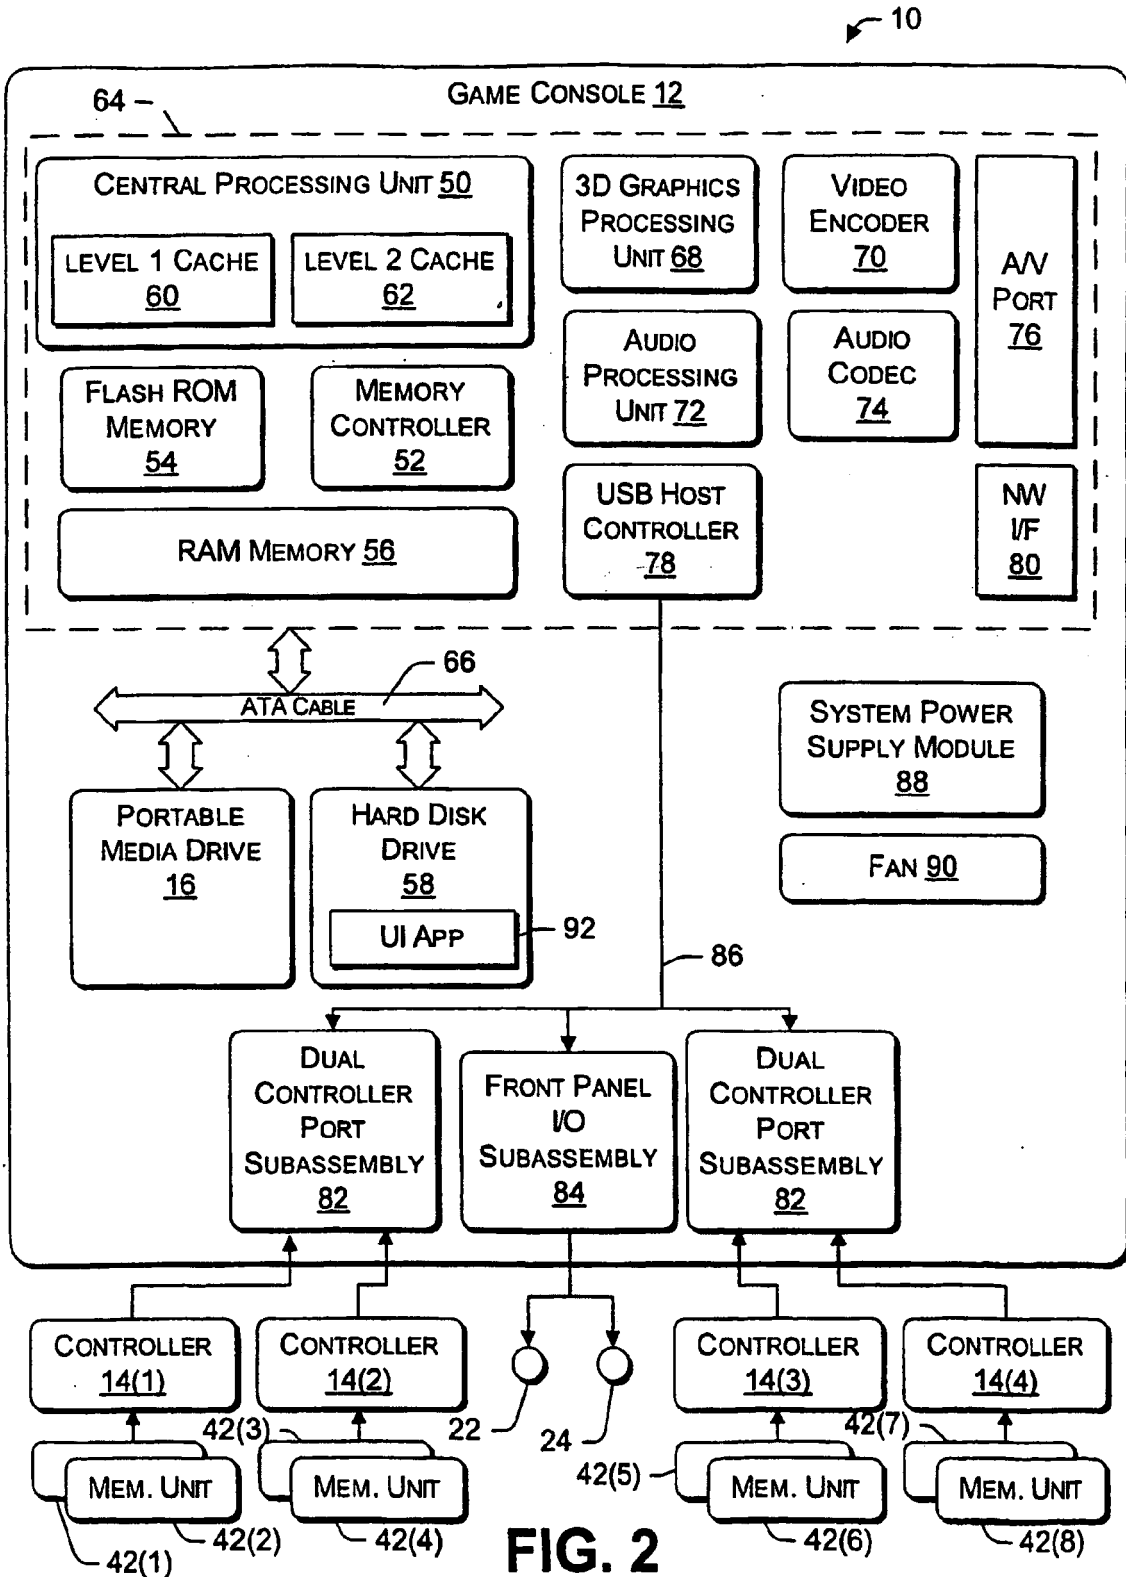 10
GAME CONSOLE 12
64
CENTRAL PROCESSING UNIT 50
LEVEL 1 CACHE
60
LEVEL 2 CACHE
62
3D GRAPHICS
PROCESSING
UNIT 68
VIDEO
ENCODER
70
A/V
PORT
76
AUDIO
PROCESSING
UNIT 72
AUDIO
CODEC
74
FLASH ROM
MEMORY
54
MEMORY
CONTROLLER
52
USB HOST
CONTROLLER
78
NW
I/F
80
RAM MEMORY 56
66
ATA CABLE
SYSTEM POWER
SUPPLY MODULE
88
PORTABLE
MEDIA DRIVE
16
HARD DISK
DRIVE
58
UI APP
92
FAN 90
86
DUAL
CONTROLLER
PORT
SUBASSEMBLY
82
FRONT PANEL
I/O
SUBASSEMBLY
84
DUAL
CONTROLLER
PORT
SUBASSEMBLY
82
CONTROLLER
14(1)
CONTROLLER
14(2)
22
24
CONTROLLER
14(3)
CONTROLLER
14(4)
42(3)
42(7)
42(5)
MEM. UNIT
MEM. UNIT
MEM. UNIT
MEM. UNIT
42(1)
42(2)
42(4)
42(6)
42(8)
FIG. 2